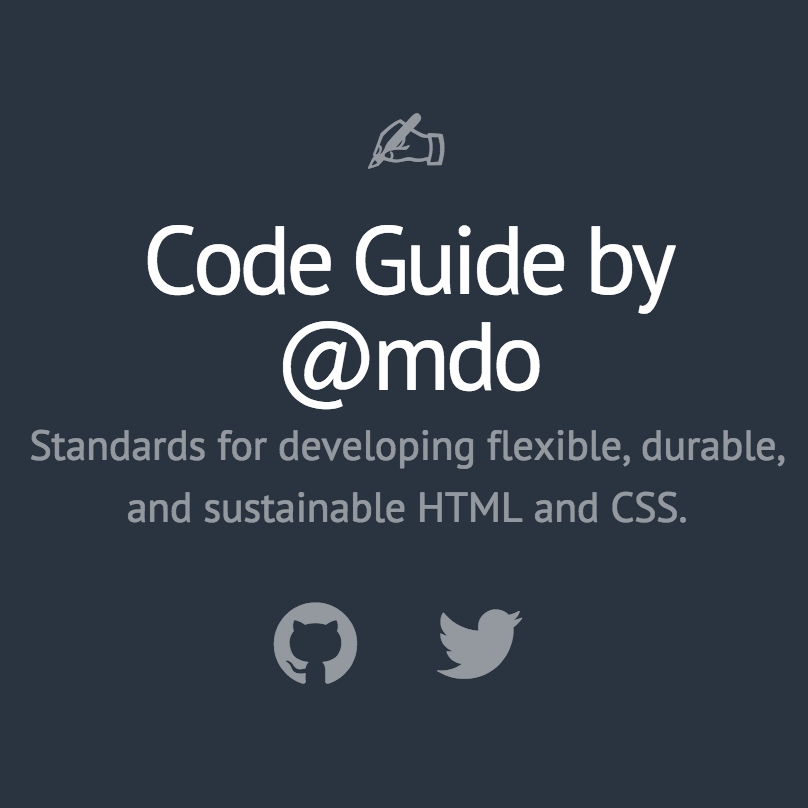 Code Guide by
@mdo
Standards for developing flexible, durable,
and sustainable HTML and CSS.